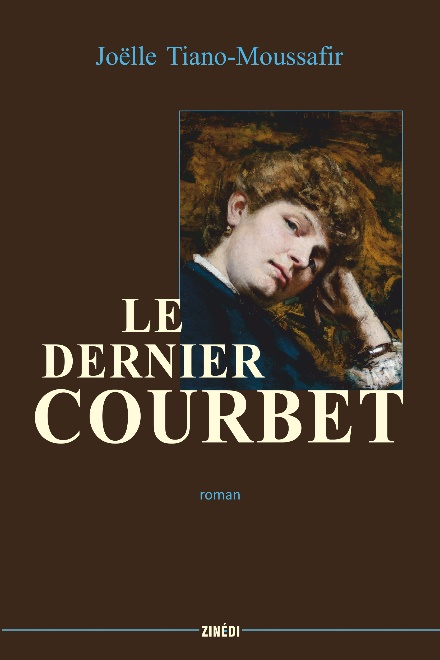 Joëlle Tiano-Moussafir
LE
DERNIER
COURBET
roman
ZINÉDI